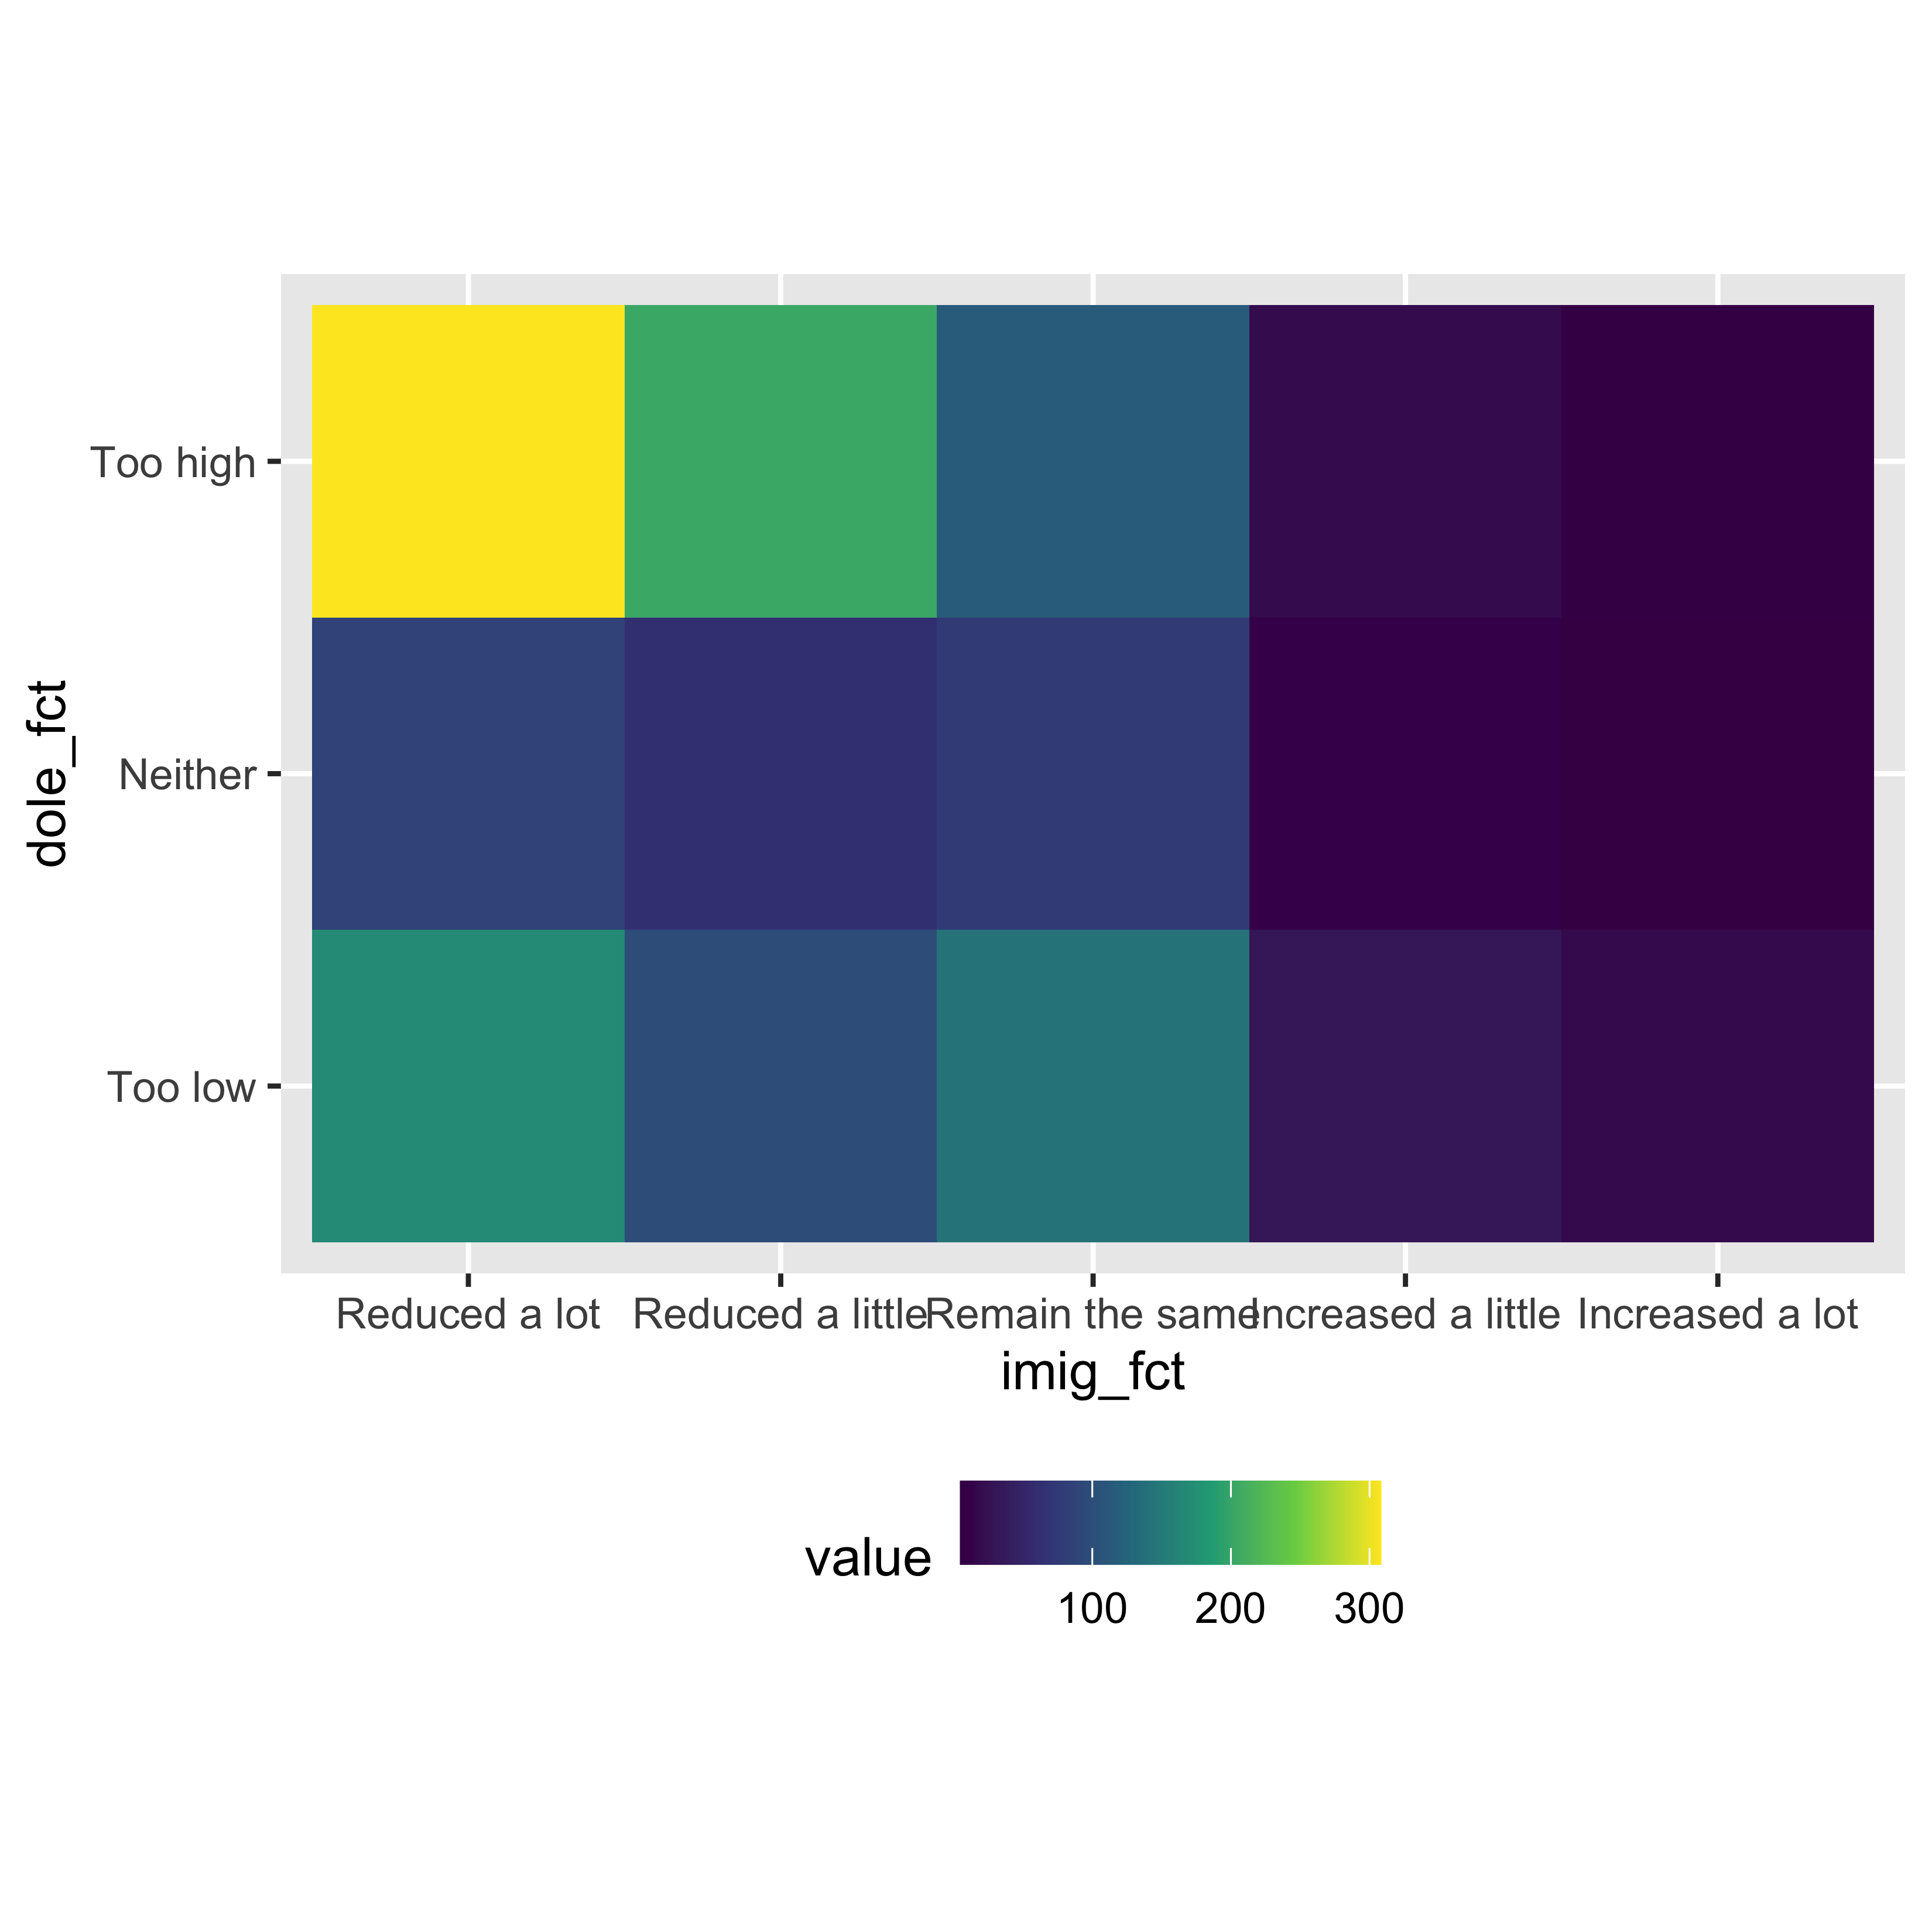 dole_fct
Too high
Neither
Too low
Reduced a lot
Reduced a little
Remain the same
Increased a little
Increased a lot
imig_fct
value
100
200
300